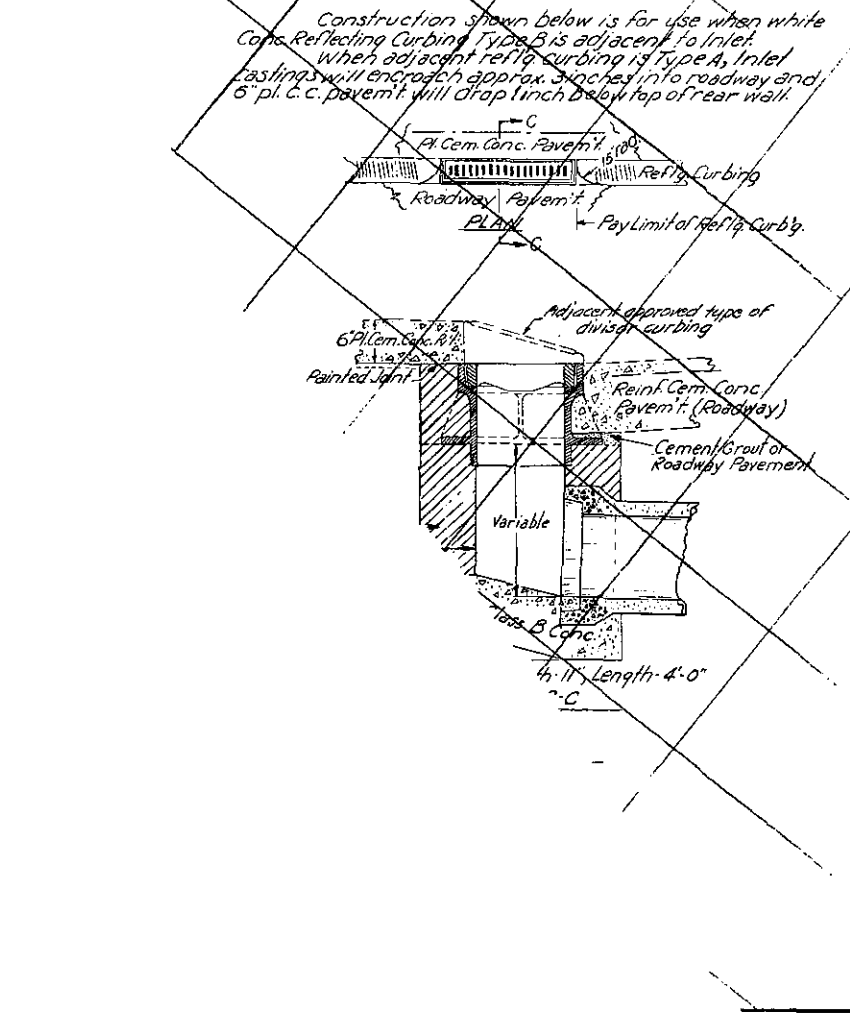 Construction shown below is for use when white
Conc. Reflecting Curbing Type B is adjacent to Inlet.
When adjacent refl'g. curbing is Type A, Inlet
Castings will encroach approx. 3 inches into roadway and
6" pl. c. c. pavem't. will drop 1 inch below top of rear wall.
C
Pl. Cem. Conc. Pavem't.
15" rad.
Refl'g. Curbing
Roadway Pavem't.
PLAN
Pay Limit of Refl'g. Curb'g.
C
Adjacent approved type of
divisor curbing
6" Pl. Cem. Conc.
Painted Joint
Reinf. Cem. Conc.
Pavem't. (Roadway)
Cement Grout or
Roadway Pavement
Variable
B Conc.
11", Length - 4'-0"
-C